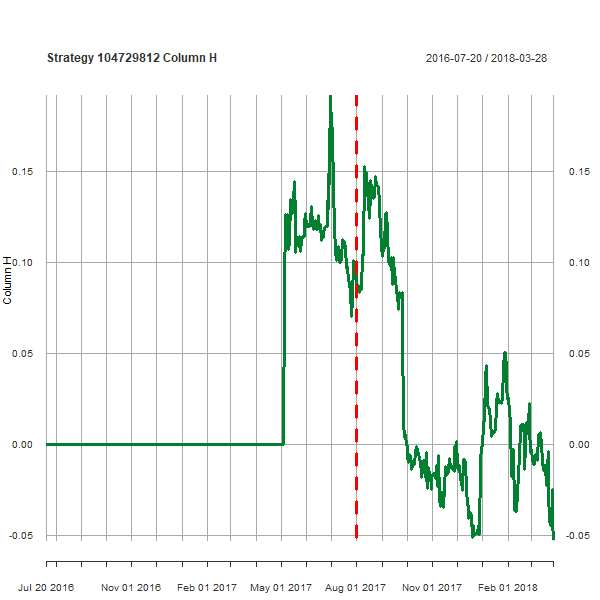 Strategy 104729812 Column H 2016-07-20 / 2018-03-28
0.15 0.15
0.10 0.10
Column H
0.05 0.05
0.00 0.00
-0.05 -0.05
Jul 20 2016 Nov 01 2016 Feb 01 2017 May 01 2017 Aug 01 2017 Nov 01 2017 Feb 01 2018